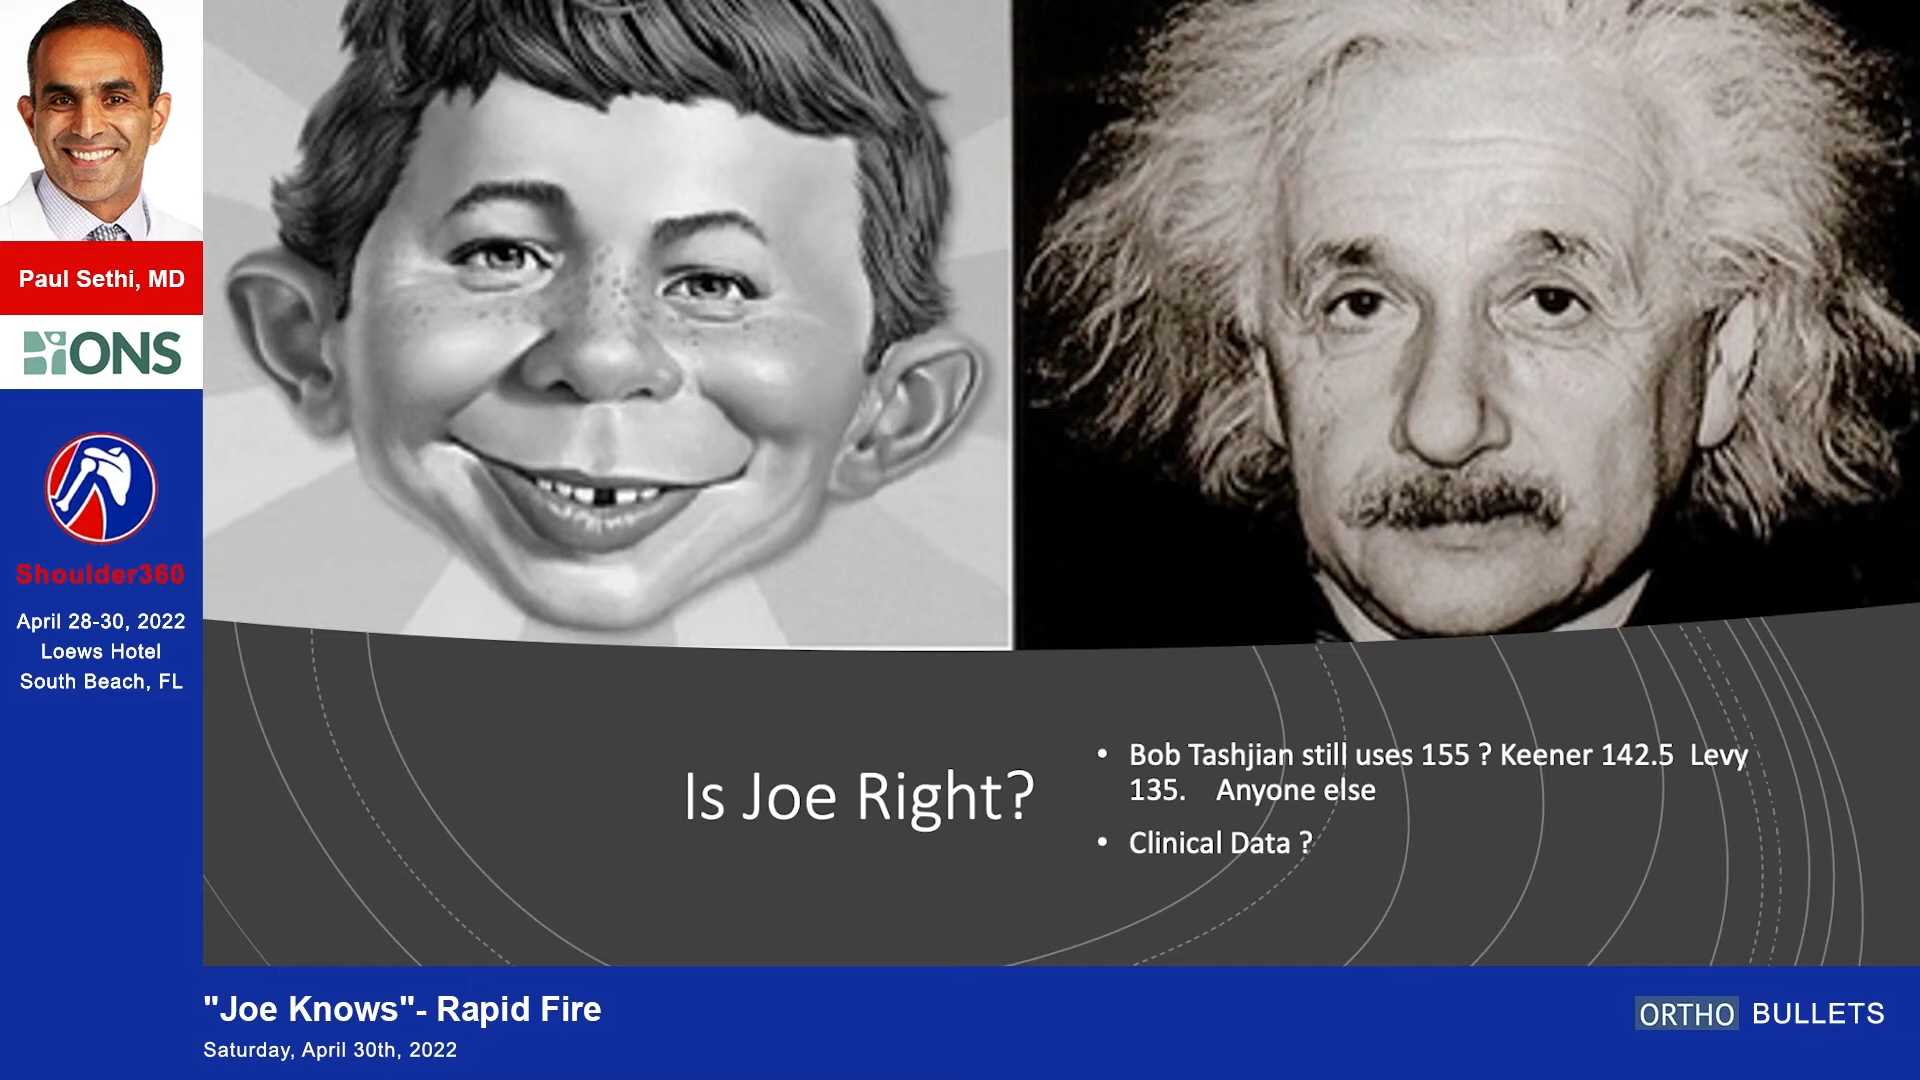 Paul Sethi, MD
ONS
Shoulder360
April 28-30, 2022
Loews Hotel
South Beach, FL
Is Joe Right?
• Bob Tashjian still uses 155 ? Keener 142.5 Levy
135. Anyone else
• Clinical Data ?
"Joe Knows"- Rapid Fire
Saturday, April 30th, 2022
ORTHO BULLETS